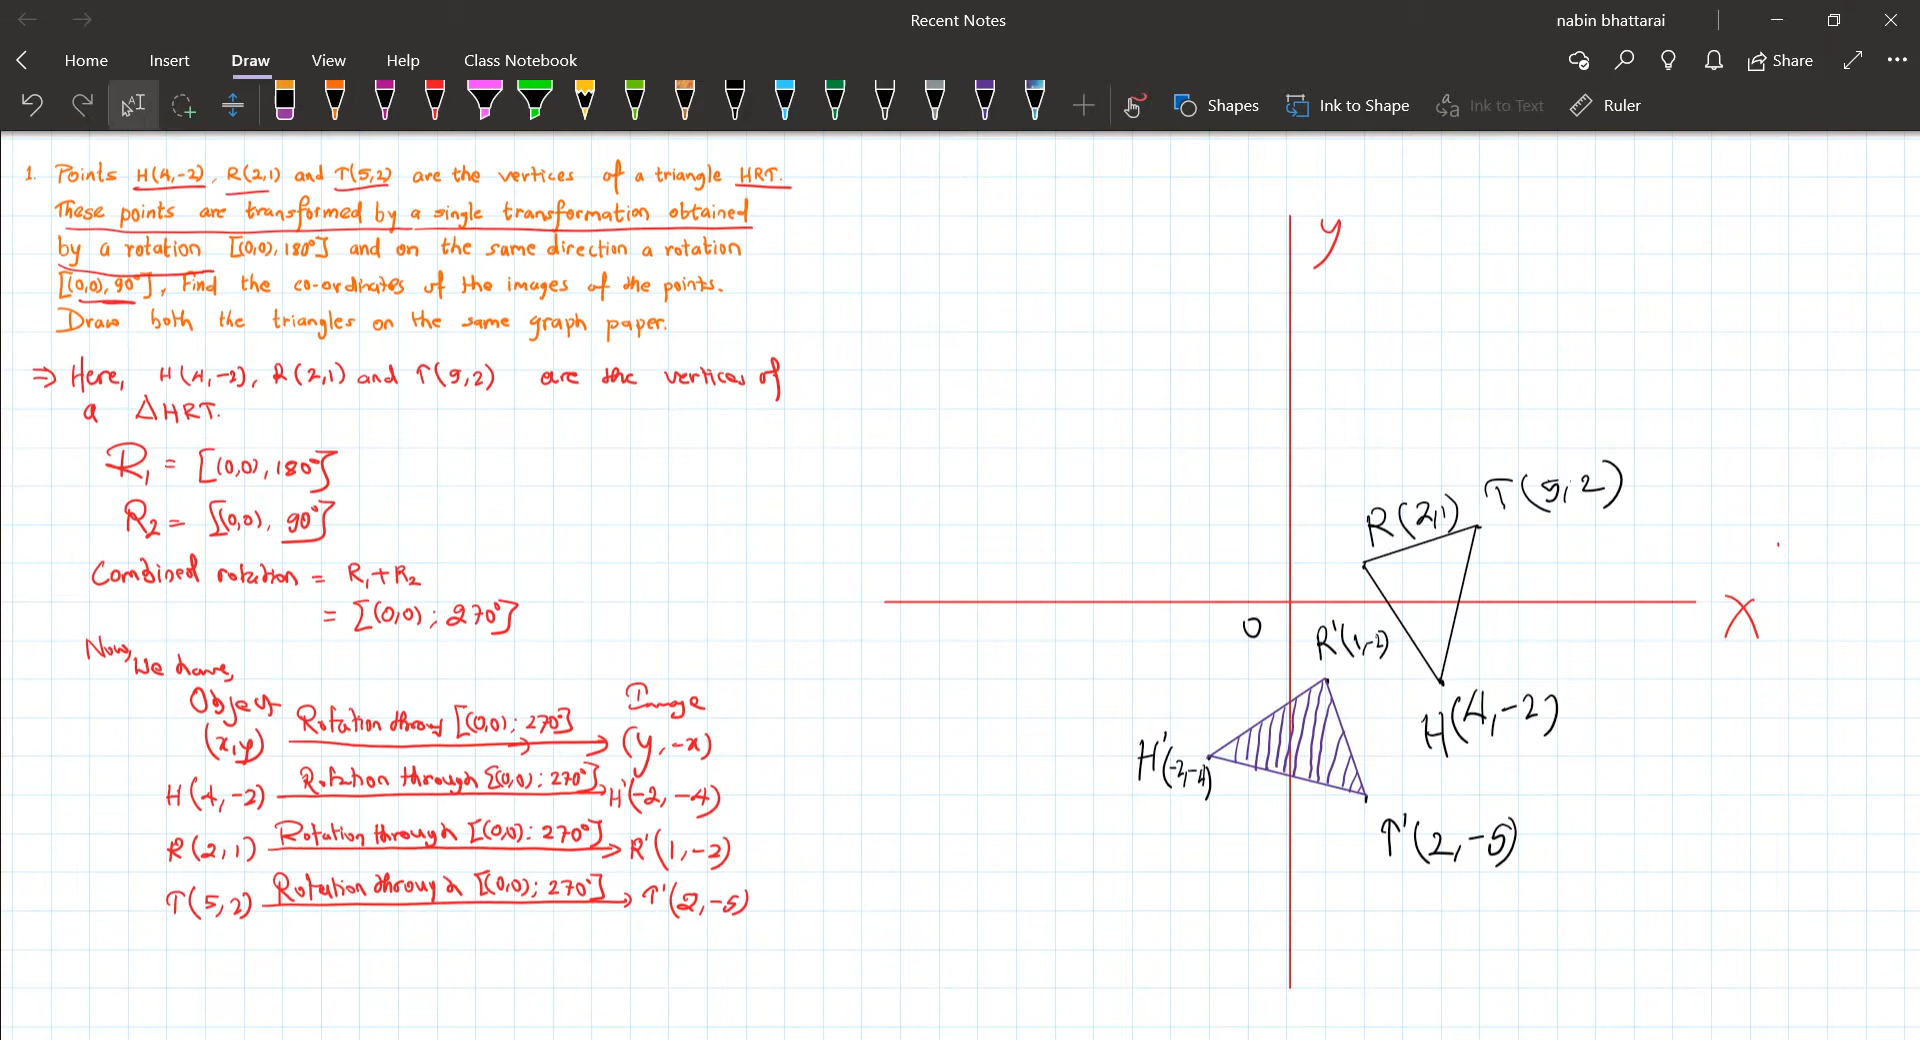 Recent Notes
nabin bhattarai
Home Insert Draw View Help Class Notebook
Share
Shapes Ink to Shape Ink to Text Ruler
1. Points H(4,-2), R(2,1) and T(5,2) are the vertices of a triangle HRT.
These points are transformed by a single transformation obtained
by a rotation [(0,0), 180°] and on the same direction a rotation
[(0,0), 90°], Find the co-ordinates of the images of the points.
Draw both the triangles on the same graph paper.
⇒ Here, H(4,-2), R(2,1) and T(5,2) are the vertices of
a △HRT.
R₁ = [(0,0), 180°]
R₂ = [(0,0), 90°]
Combined rotation = R₁+R₂
= [(0,0); 270°]
Now,
We have,
Object Image
(x,y) Rotation throug [(0,0); 270°] (y,-x)
H(4,-2) Rotation through [(0,0): 270°] H'(-2,-4)
R(2,1) Rotation through [(0,0): 270°] R'(1,-2)
T(5,2) Rotation through [(0,0); 270°] T'(2,-5)
y
R(2,1) T(5,2)
X
O
R'(1,-2)
H(4,-2)
H'(-2,-4)
T'(2,-5)